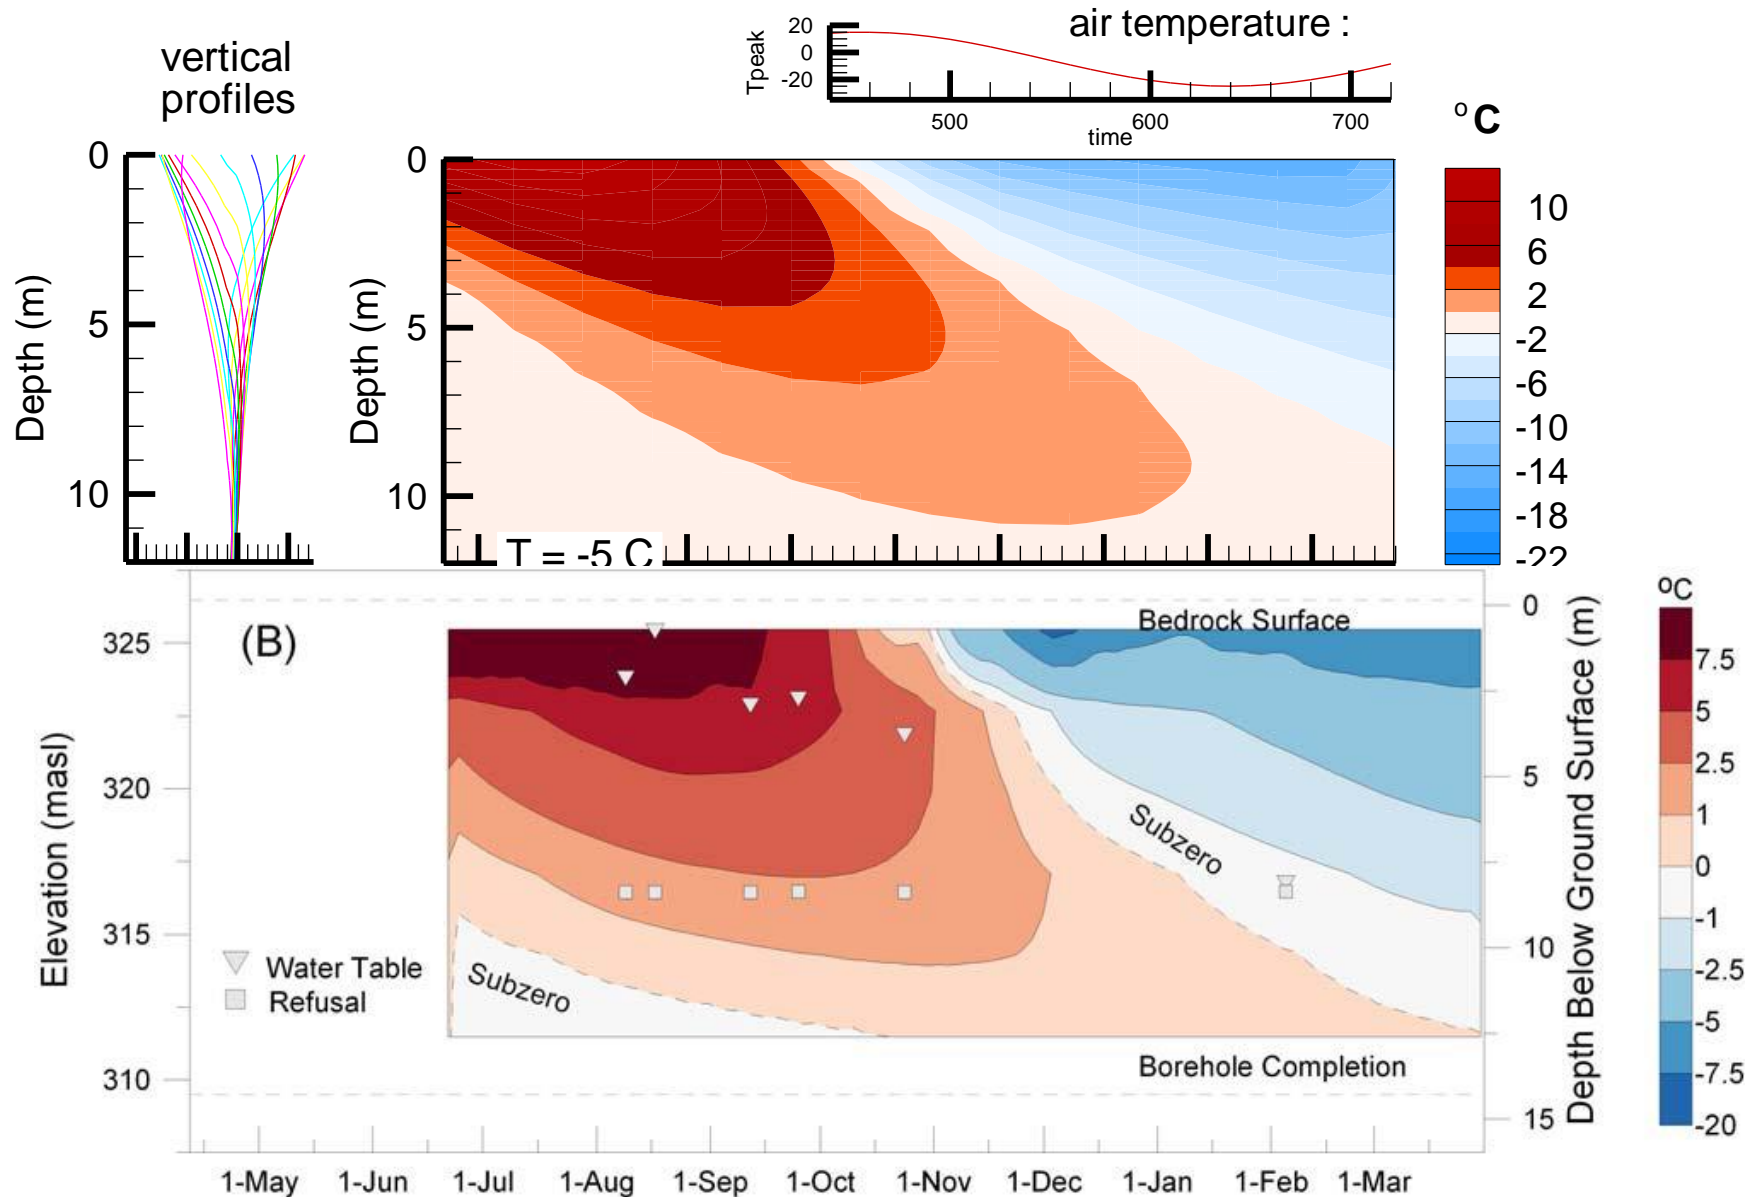 vertical
profiles
0
5
10
Depth (m)
Tpeak
20
0
-20
air temperature :
500
600
700
time
0
5
10
Depth (m)
T = -5 C
o C
10
6
2
-2
-6
-10
-14
-18
-22
(B)
Elevation (masl)
325
320
315
310
Bedrock Surface
Subzero
Subzero
Water Table
Refusal
Borehole Completion
0
5
10
15
Depth Below Ground Surface (m)
1-May
1-Jun
1-Jul
1-Aug
1-Sep
1-Oct
1-Nov
1-Dec
1-Jan
1-Feb
1-Mar
oC
7.5
5
2.5
1
0
-1
-2.5
-5
-7.5
-20